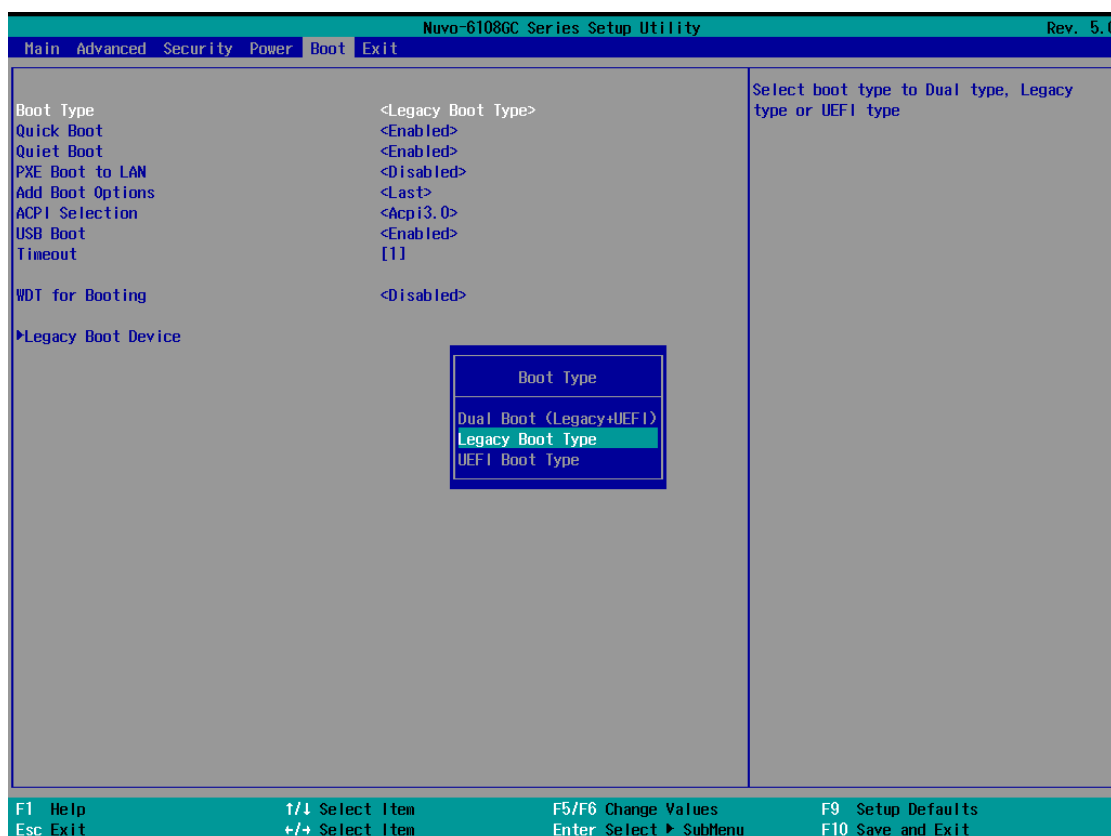 Nuvo-6108GC Series Setup Utility Rev. 5.0
Main Advanced Security Power Boot Exit
Select boot type to Dual type, Legacy
type or UEFI type
Boot Type <Legacy Boot Type>
Quick Boot <Enabled>
Quiet Boot <Enabled>
PXE Boot to LAN <Disabled>
Add Boot Options <Last>
ACPI Selection <Acpi3.0>
USB Boot <Enabled>
Timeout [1]
WDT for Booting <Disabled>
▶Legacy Boot Device
Boot Type
Dual Boot (Legacy+UEFI)
Legacy Boot Type
UEFI Boot Type
F1 Help ↑/↓ Select Item F5/F6 Change Values F9 Setup Defaults
Esc Exit ←/→ Select Item Enter Select ▶ SubMenu F10 Save and Exit